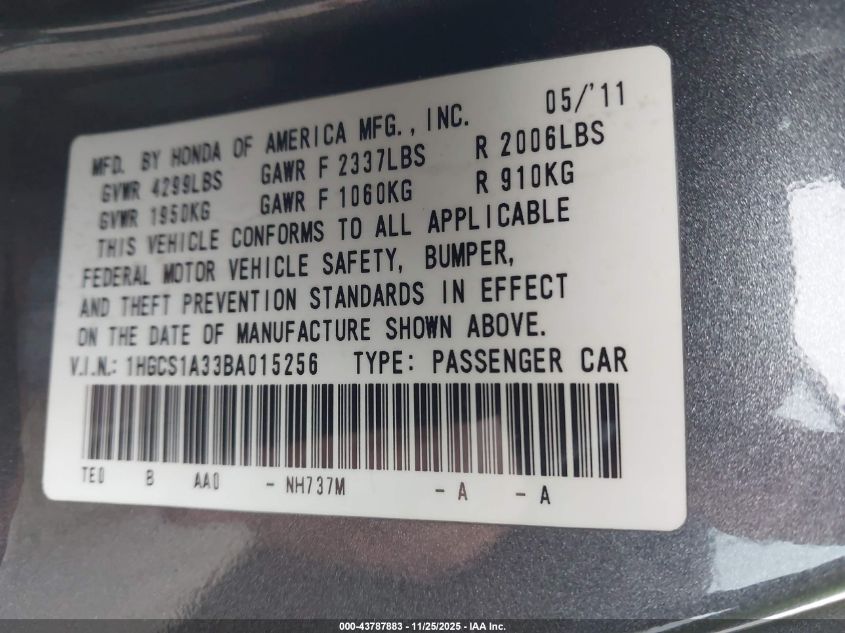 05/'11
MFD. BY HONDA OF AMERICA MFG., INC.
GVWR 4299LBS GAWR F 2337LBS R 2006LBS
GVWR 1950KG GAWR F 1060KG R 910KG
THIS VEHICLE CONFORMS TO ALL APPLICABLE
FEDERAL MOTOR VEHICLE SAFETY, BUMPER,
AND THEFT PREVENTION STANDARDS IN EFFECT
ON THE DATE OF MANUFACTURE SHOWN ABOVE.
V.I.N.: 1HGCS1A33BA015256 TYPE: PASSENGER CAR
TE0 B AA0 - NH737M - A - A
000-43787883 - 11/25/2025 - IAA Inc.